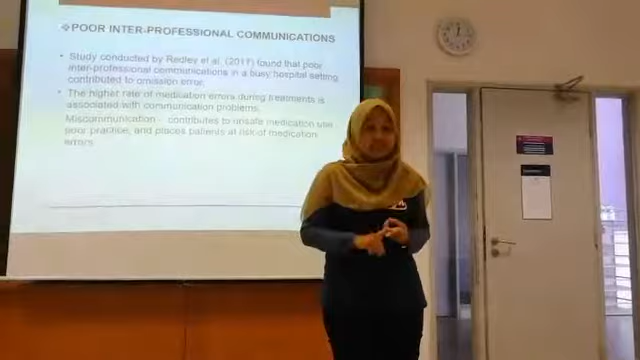 ❖POOR INTER-PROFESSIONAL COMMUNICATIONS
• Study conducted by Redley et al. (2017) found that poor
inter-professional communications in a busy hospital setting
contributed to omission error.
• The higher rate of medication errors during treatments is
associated with communication problems.
Miscommunication - contributes to unsafe medication use
poor practice, and places patients at risk of medication
errors